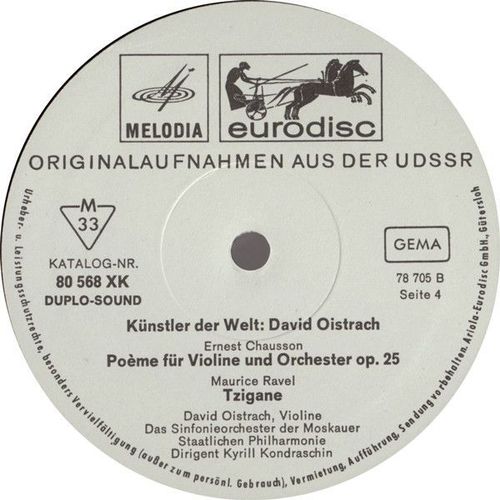 MELODIA
eurodisc
ORIGINALAUFNAHMEN AUS DER UDSSR
M
33
KATALOG-NR.
80 568 XK
DUPLO-SOUND
GEMA
78 705 B
Seite 4
Künstler der Welt: David Oistrach
Ernest Chausson
Poème für Violine und Orchester op. 25
Maurice Ravel
Tzigane
David Oistrach, Violine
Das Sinfonieorchester der Moskauer
Staatlichen Philharmonie
Dirigent Kyrill Kondraschin
Urheber- u. Leistungsschutzrechte, besonders Vervielfältigung (außer zum persönl. Gebrauch), Vermietung, Aufführung, Sendung vorbehalten. Ariola-Eurodisc GmbH., Gütersloh